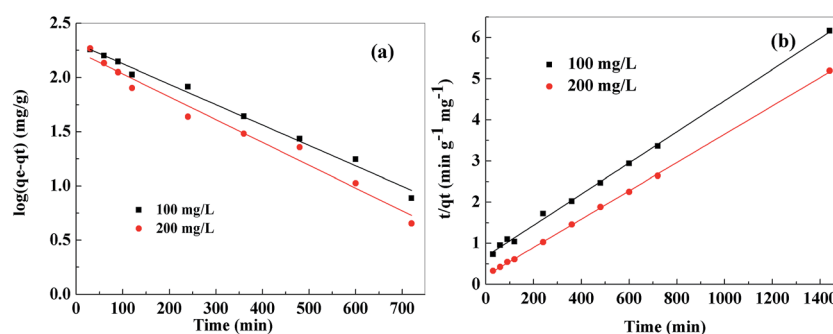 (a)
log(qe-qt) (mg/g)
2.5
2.0
1.5
1.0
0.5
0.0
100 mg/L
200 mg/L
0 100 200 300 400 500 600 700
Time (min)
(b)
t/qt (min g⁻¹ mg⁻¹)
6
5
4
3
2
1
0
100 mg/L
200 mg/L
0 200 400 600 800 1000 1200 1400
Time (min)